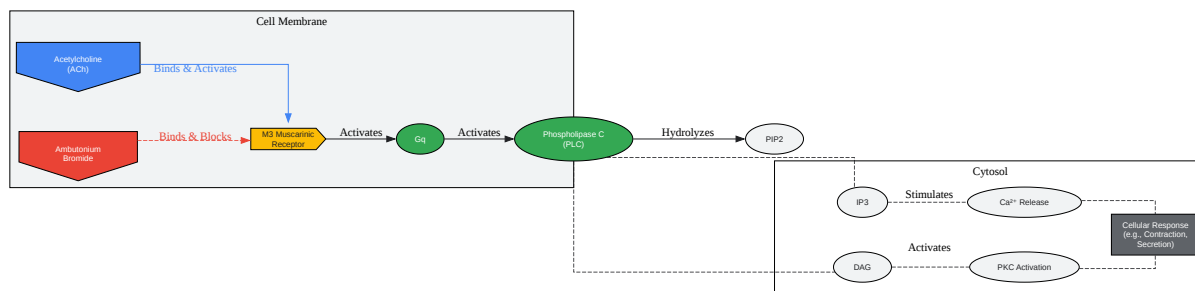 Cell Membrane
Acetylcholine
(ACh)
Binds & Activates
Ambutonium
Bromide
Binds & Blocks
M3 Muscarinic
Receptor
Activates
Gq
Activates
Phospholipase C
(PLC)
Hydrolyzes
PIP2
Cytosol
IP3
Stimulates
Ca²⁺ Release
Cellular Response
(e.g., Contraction,
Secretion)
DAG
Activates
PKC Activation